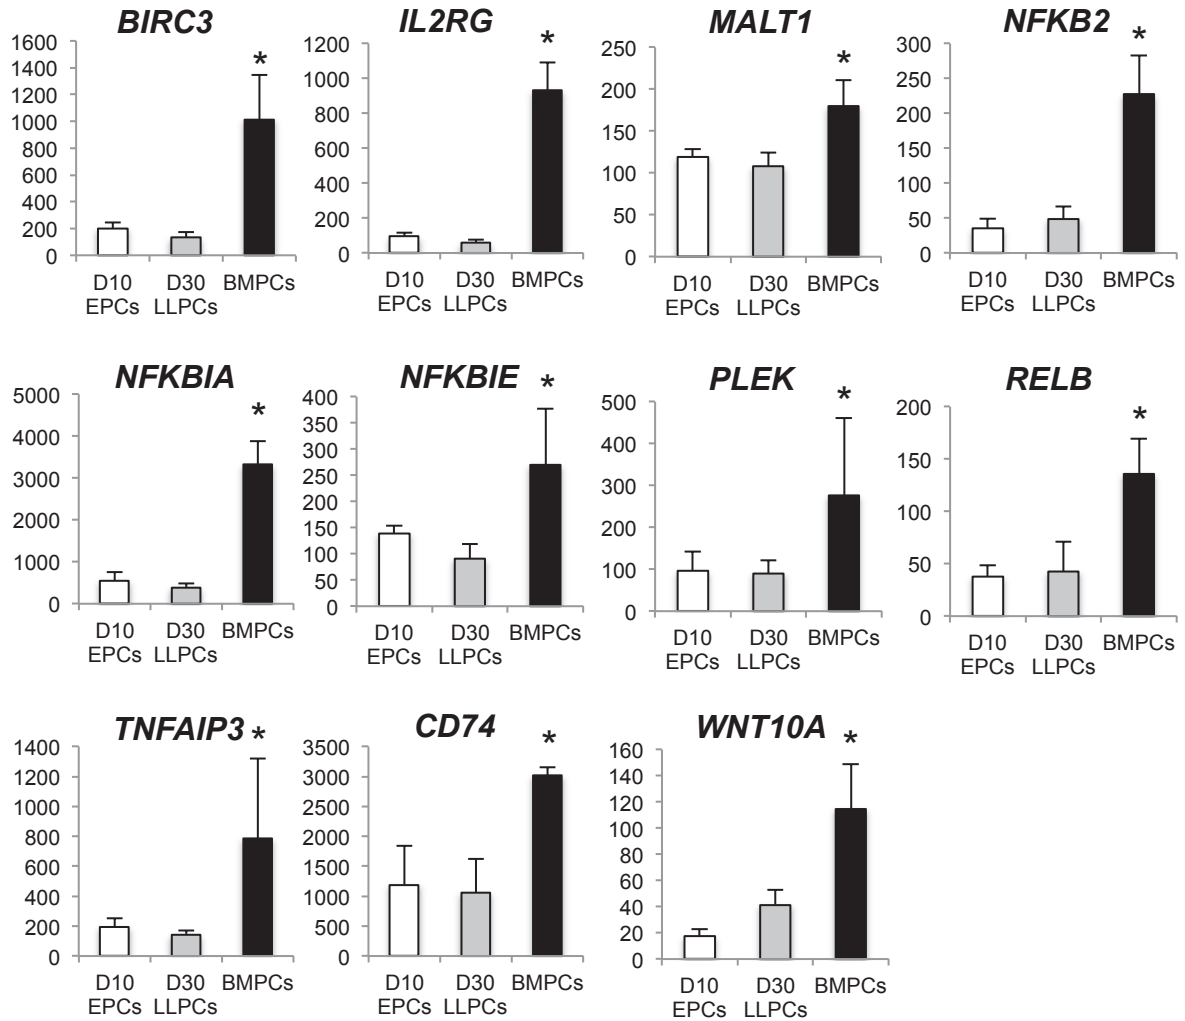 BIRC3
*
1600
1400
1200
1000
800
600
400
200
0
D10 D30 BMPCs
EPCs LLPCs
IL2RG
*
1200
1000
800
600
400
200
0
D10 D30 BMPCs
EPCs LLPCs
MALT1
*
250
200
150
100
50
0
D10 D30 BMPCs
EPCs LLPCs
NFKB2
*
300
250
200
150
100
50
0
D10 D30 BMPCs
EPCs LLPCs
NFKBIA
*
5000
4000
3000
2000
1000
0
D10 D30 BMPCs
EPCs LLPCs
NFKBIE
*
400
350
300
250
200
150
100
50
0
D10 D30 BMPCs
EPCs LLPCs
PLEK
*
500
400
300
200
100
0
D10 D30 BMPCs
EPCs LLPCs
RELB
*
200
150
100
50
0
D10 D30 BMPCs
EPCs LLPCs
TNFAIP3 *
1400
1200
1000
800
600
400
200
0
D10 D30 BMPCs
EPCs LLPCs
CD74
*
3500
3000
2500
2000
1500
1000
500
0
D10 D30 BMPCs
EPCs LLPCs
WNT10A
*
160
140
120
100
80
60
40
20
0
D10 D30 BMPCs
EPCs LLPCs